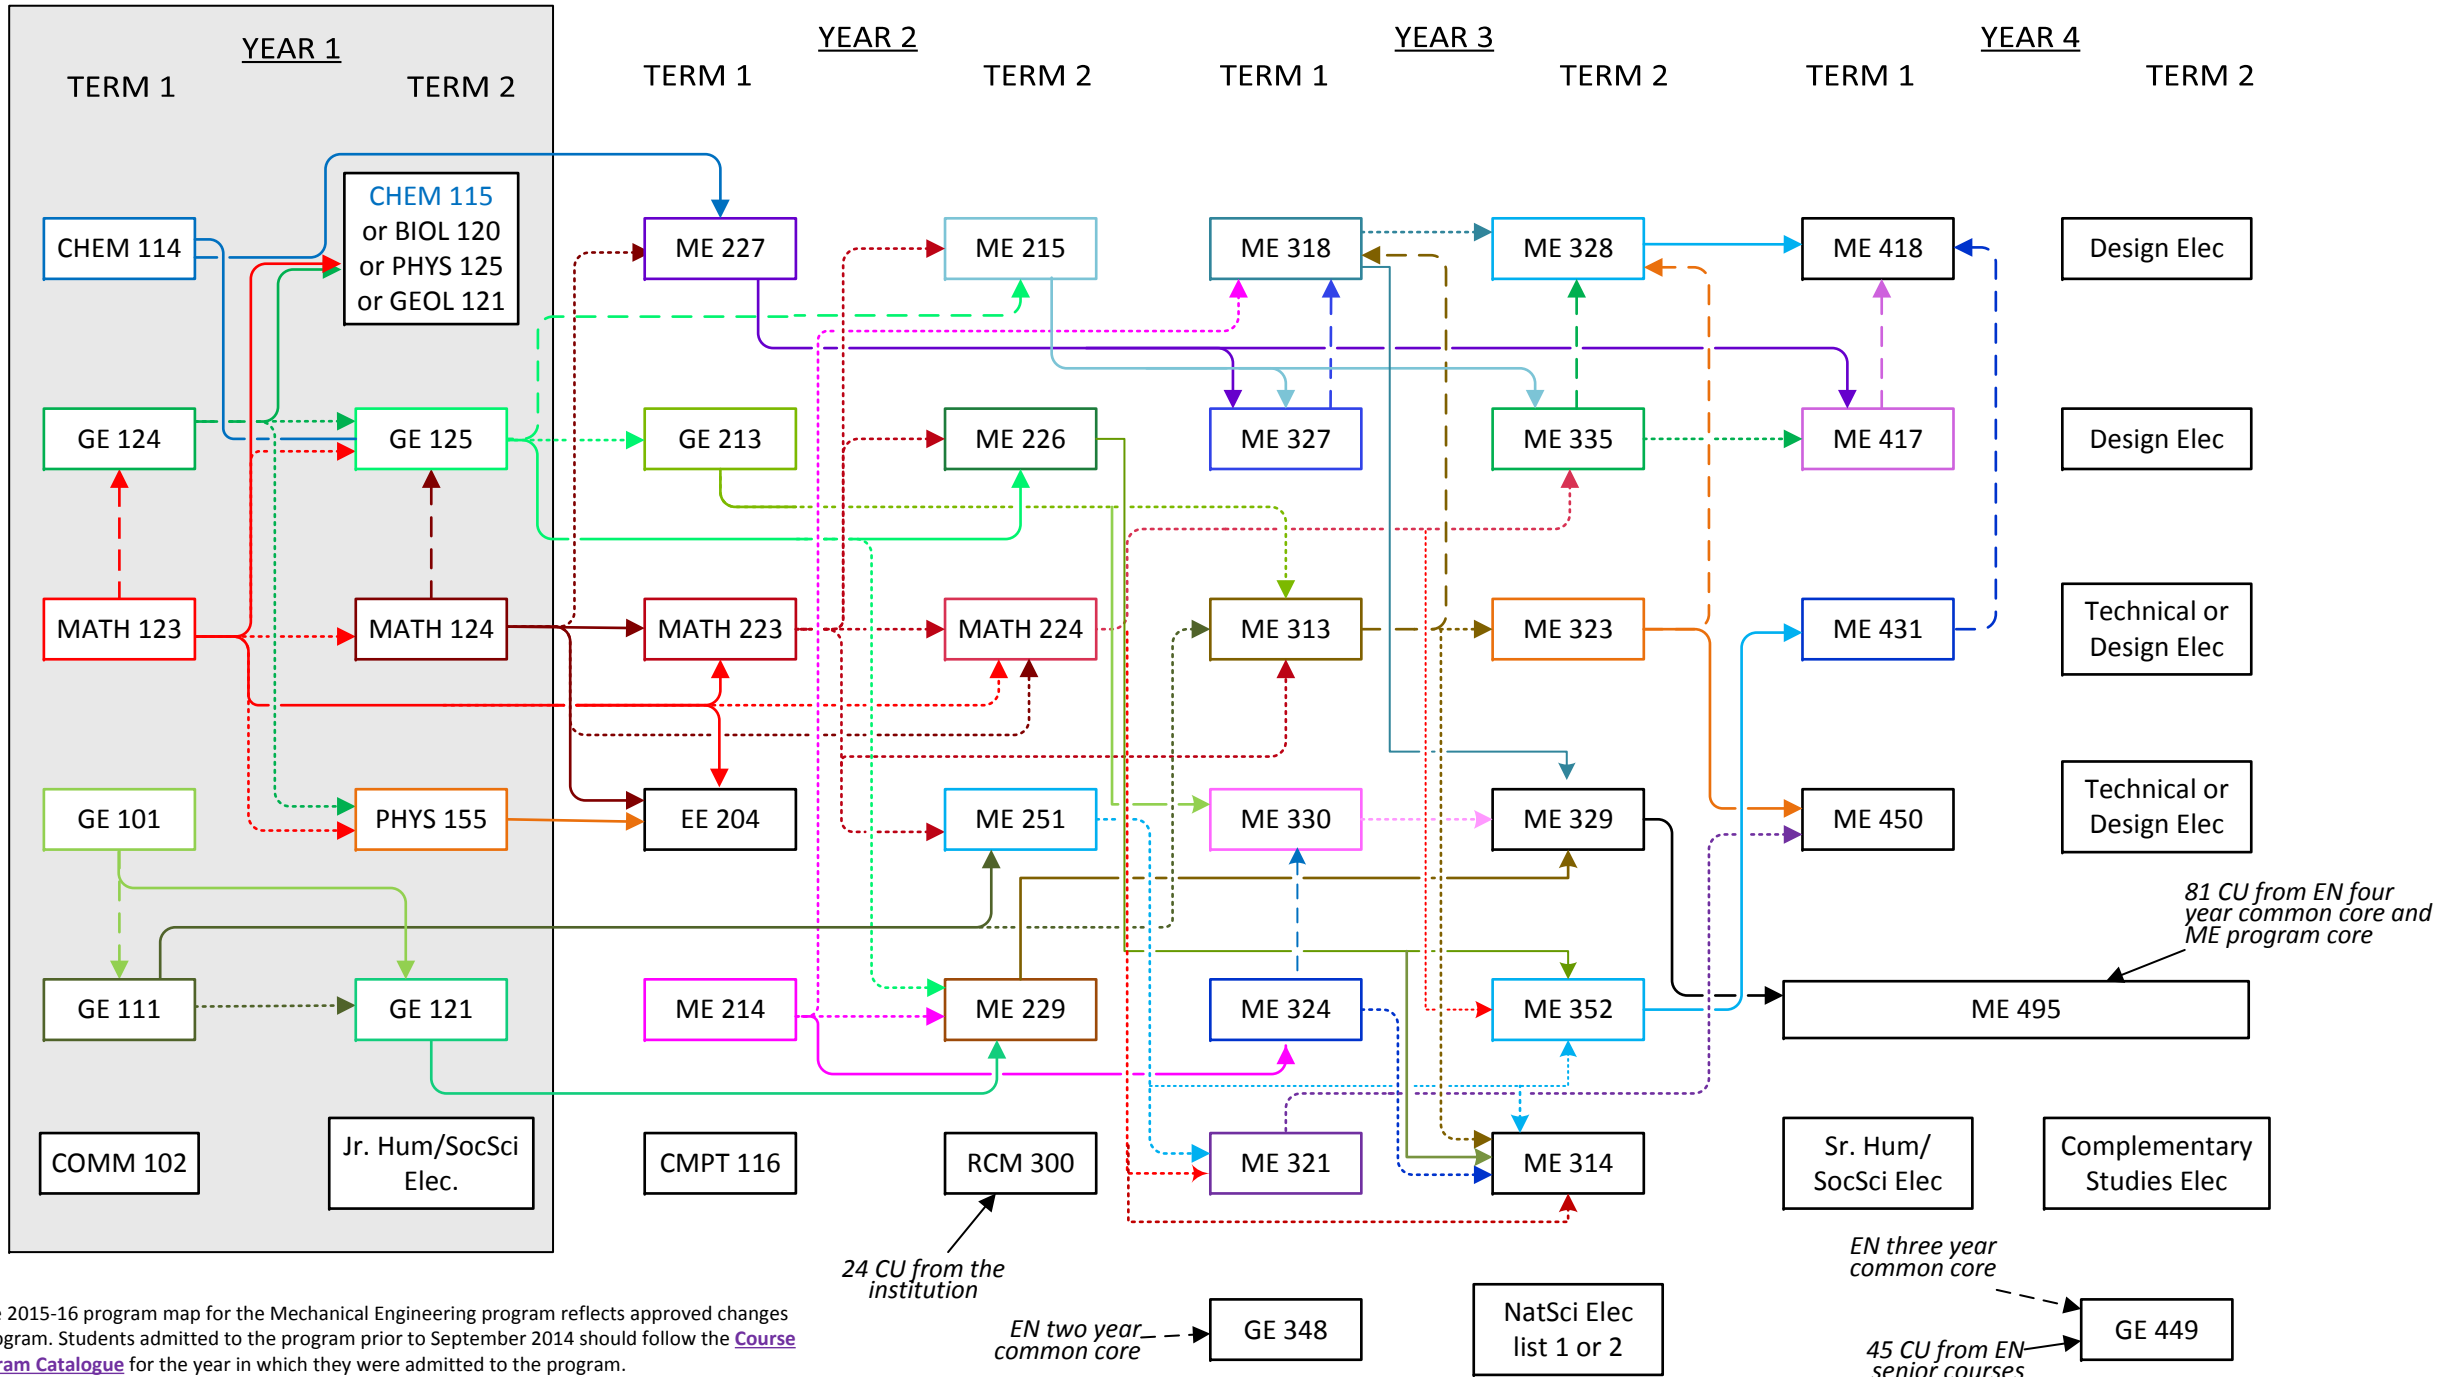 YEAR 1
YEAR 2
YEAR 3
YEAR 4
TERM 1
TERM 2
TERM 1
TERM 2
TERM 1
TERM 2
TERM 1
TERM 2
CHEM 114
CHEM 115
or BIOL 120
or PHYS 125
or GEOL 121
ME 227
ME 215
ME 318
ME 328
ME 418
Design Elec
GE 124
GE 125
GE 213
ME 226
ME 327
ME 335
ME 417
Design Elec
MATH 123
MATH 124
MATH 223
MATH 224
ME 313
ME 323
ME 431
Technical or
Design Elec
GE 101
PHYS 155
EE 204
ME 251
ME 330
ME 329
ME 450
Technical or
Design Elec
81 CU from EN four
year common core and
ME program core
GE 111
GE 121
ME 214
ME 229
ME 324
ME 352
ME 495
COMM 102
Jr. Hum/SocSci
Elec.
CMPT 116
RCM 300
ME 321
ME 314
Sr. Hum/
SocSci Elec
Complementary
Studies Elec
24 CU from the
institution
EN two year
common core
GE 348
NatSci Elec
list 1 or 2
EN three year
common core
GE 449
45 CU from EN
senior courses
2015-16 program map for the Mechanical Engineering program reflects approved changes
Students admitted to the program prior to September 2014 should follow the Course
Catalogue for the year in which they were admitted to the program.